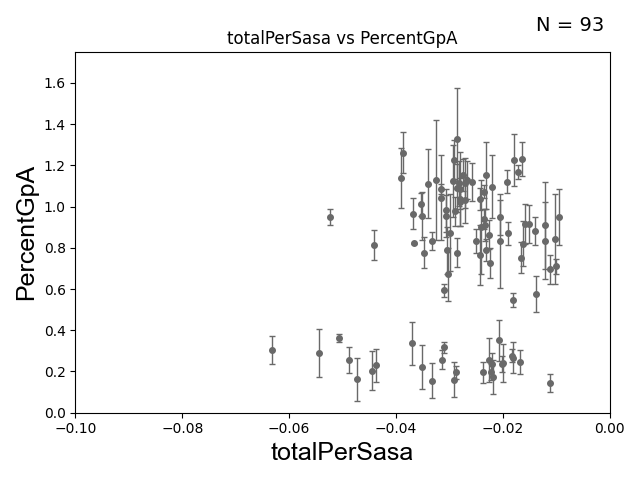 N = 93
totalPerSasa vs PercentGpA
PercentGpA
1.6
1.4
1.2
1.0
0.8
0.6
0.4
0.2
0.0
−0.10 −0.08 −0.06 −0.04 −0.02 0.00
totalPerSasa